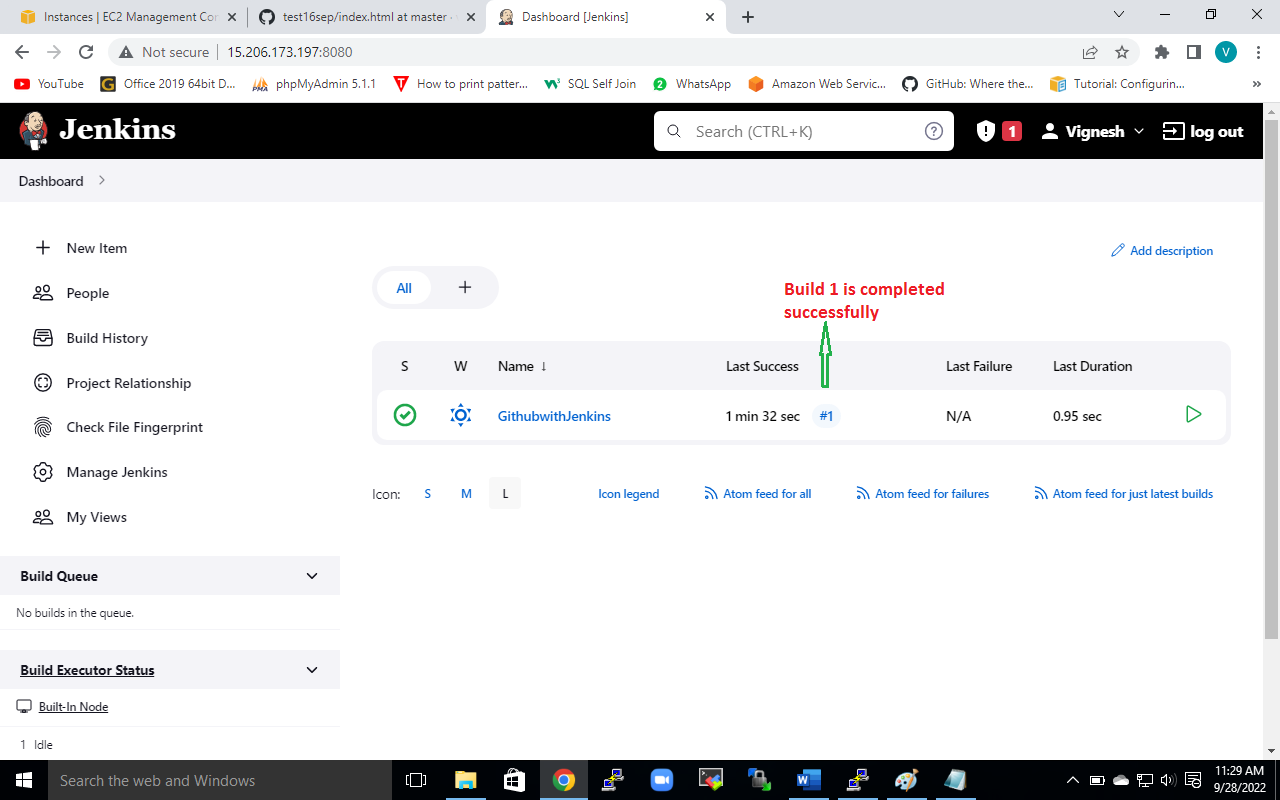 Instances | EC2 Management Con
test16sep/index.html at master ·
Dashboard [Jenkins]
Not secure
15.206.173.197:8080
V
YouTube
Office 2019 64bit D...
phpMyAdmin 5.1.1
How to print patter...
SQL Self Join
WhatsApp
Amazon Web Servic...
GitHub: Where the...
Tutorial: Configurin...
»
Jenkins
Search (CTRL+K)
1
Vignesh
log out
Dashboard
New Item
People
Build History
Project Relationship
Check File Fingerprint
Manage Jenkins
My Views
Build Queue
No builds in the queue.
Build Executor Status
Built-In Node
1 Idle
Add description
All +
Build 1 is completed
successfully
S W Name ↓ Last Success Last Failure Last Duration
GithubwithJenkins 1 min 32 sec #1 N/A 0.95 sec
Icon: S M L Icon legend Atom feed for all Atom feed for failures Atom feed for just latest builds
Search the web and Windows
11:29 AM
9/28/2022